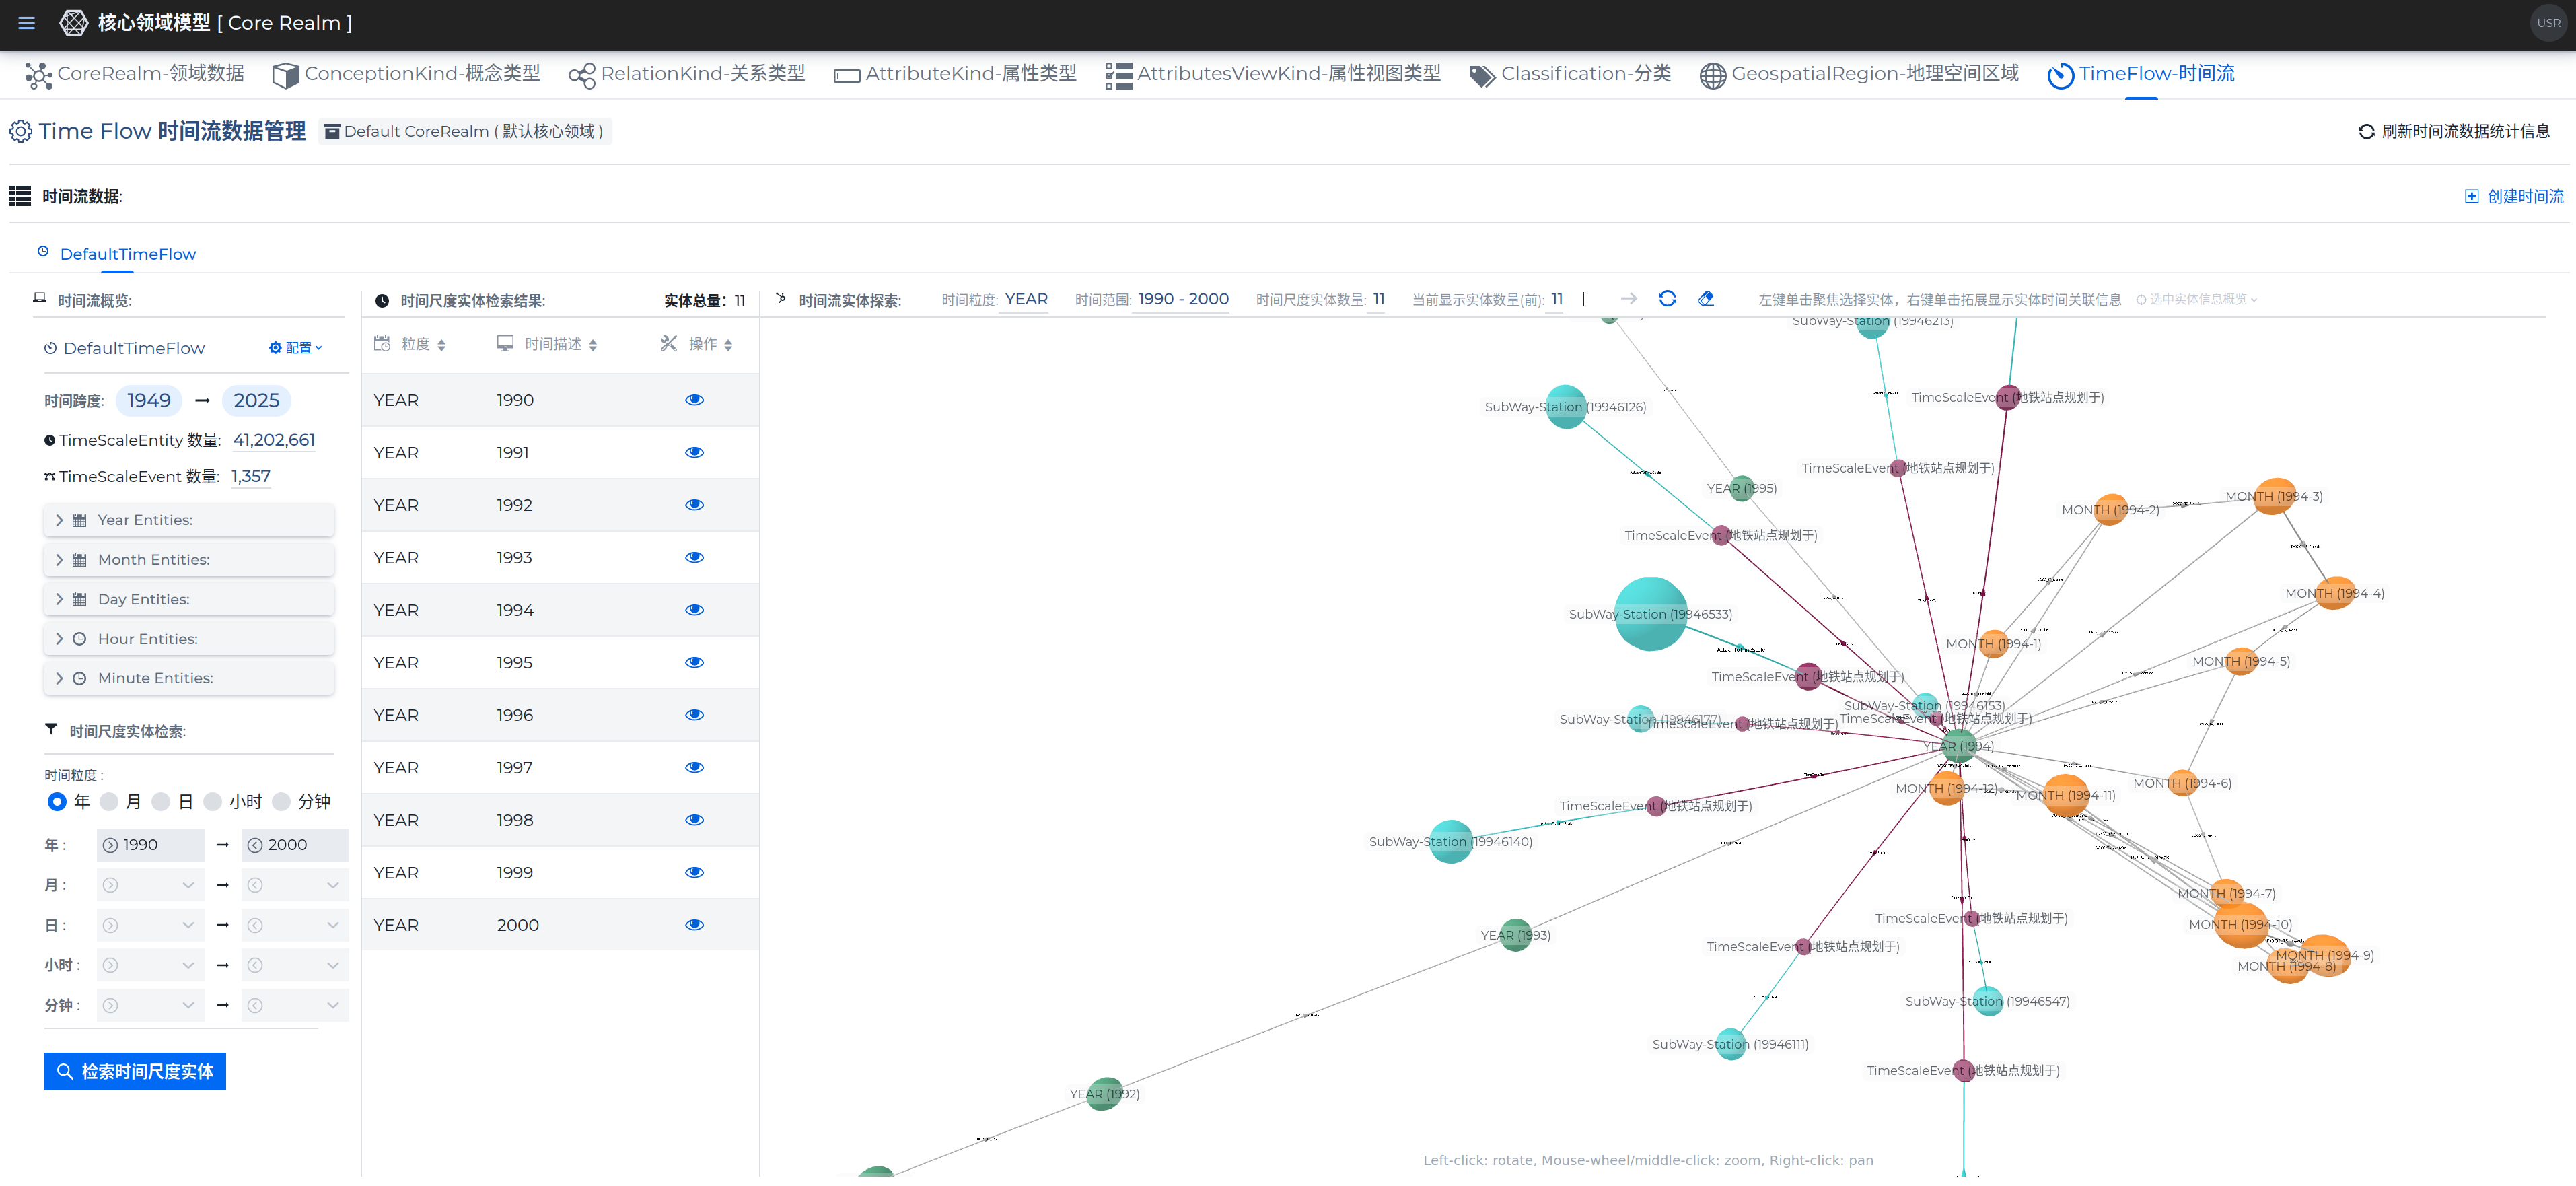 核心领域模型 [ Core Realm ]
USR
CoreRealm-领域数据
ConceptionKind-概念类型
RelationKind-关系类型
AttributeKind-属性类型
AttributesViewKind-属性视图类型
Classification-分类
GeospatialRegion-地理空间区域
TimeFlow-时间流
Time Flow 时间流数据管理
Default CoreRealm ( 默认核心领域 )
刷新时间流数据统计信息
时间流数据:
创建时间流
DefaultTimeFlow
时间流概览:
DefaultTimeFlow
配置
时间跨度: 1949 → 2025
TimeScaleEntity 数量: 41,202,661
TimeScaleEvent 数量: 1,357
Year Entities:
Month Entities:
Day Entities:
Hour Entities:
Minute Entities:
时间尺度实体检索:
时间粒度 :
年 月 日 小时 分钟
年 : 1990 → 2000
月 : →
日 : →
小时 : →
分钟 : →
检索时间尺度实体
时间尺度实体检索结果:
实体总量: 11
粒度 时间描述 操作
YEAR 1990
YEAR 1991
YEAR 1992
YEAR 1993
YEAR 1994
YEAR 1995
YEAR 1996
YEAR 1997
YEAR 1998
YEAR 1999
YEAR 2000
时间流实体探索:
时间粒度: YEAR
时间范围: 1990 - 2000
时间尺度实体数量: 11
当前显示实体数量(前): 11 |
左键单击聚焦选择实体，右键单击拓展显示实体时间关联信息
选中实体信息概览
SubWay-Station (19946213)
TimeScaleEvent (地铁站点规划于)
SubWay-Station (19946126)
TimeScaleEvent (地铁站点规划于)
YEAR (1995)
MONTH (1994-3)
MONTH (1994-2)
TimeScaleEvent (地铁站点规划于)
MONTH (1994-4)
SubWay-Station (19946533)
MONTH (1994-1)
MONTH (1994-5)
TimeScaleEvent (地铁站点规划于)
SubWay-Station (19946153)
SubWay-Station (19946177)
TimeScaleEvent (地铁站点规划于)
TimeScaleEvent (地铁站点规划于)
YEAR (1994)
MONTH (1994-6)
MONTH (1994-12)
MONTH (1994-11)
TimeScaleEvent (地铁站点规划于)
SubWay-Station (19946140)
MONTH (1994-7)
TimeScaleEvent (地铁站点规划于)
MONTH (1994-10)
YEAR (1993)
TimeScaleEvent (地铁站点规划于)
MONTH (1994-9)
MONTH (1994-8)
SubWay-Station (19946547)
SubWay-Station (19946111)
TimeScaleEvent (地铁站点规划于)
YEAR (1992)
Left-click: rotate, Mouse-wheel/middle-click: zoom, Right-click: pan